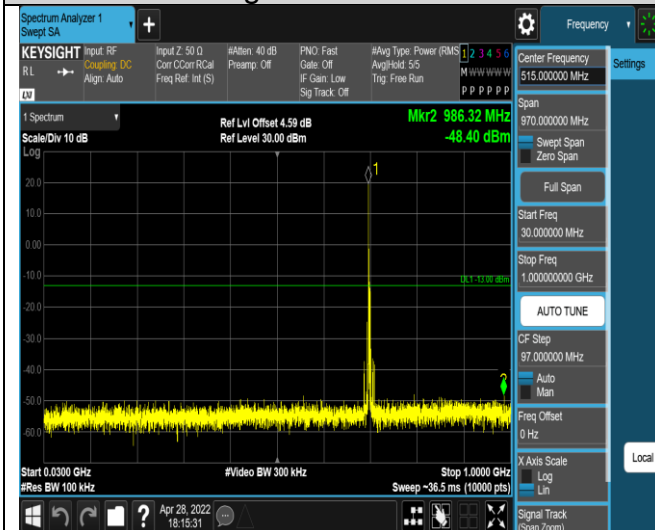 Spectrum Analyzer 1
Swept SA
Frequency
KEYSIGHT
RL
LXI
Input: RF
Coupling: DC
Align: Auto
Input Z: 50 Ω
Corr CCorr RCal
Freq Ref: Int (S)
#Atten: 40 dB
Preamp: Off
PNO: Fast
Gate: Off
IF Gain: Low
Sig Track: Off
#Avg Type: Power (RMS
Avg|Hold: 5/5
Trig: Free Run
1 2 3 4 5 6
M W W W W W
P P P P P P
1 Spectrum
Scale/Div 10 dB
Log
Ref Lvl Offset 4.59 dB
Ref Level 30.00 dBm
Mkr2 986.32 MHz
-48.40 dBm
1
20.0
10.0
0.00
-10.0
DL1 -13.00 dBm
-20.0
-30.0
-40.0
2
-50.0
-60.0
Start 0.0300 GHz
#Res BW 100 kHz
#Video BW 300 kHz
Stop 1.0000 GHz
Sweep ~36.5 ms (10000 pts)
Apr 28, 2022
18:15:31
Center Frequency
515.000000 MHz
Settings
Span
970.000000 MHz
Swept Span
Zero Span
Full Span
Start Freq
30.000000 MHz
Stop Freq
1.000000000 GHz
AUTO TUNE
CF Step
97.000000 MHz
Auto
Man
Freq Offset
0 Hz
X Axis Scale
Log
Lin
Local
Signal Track
(Span Zoom)